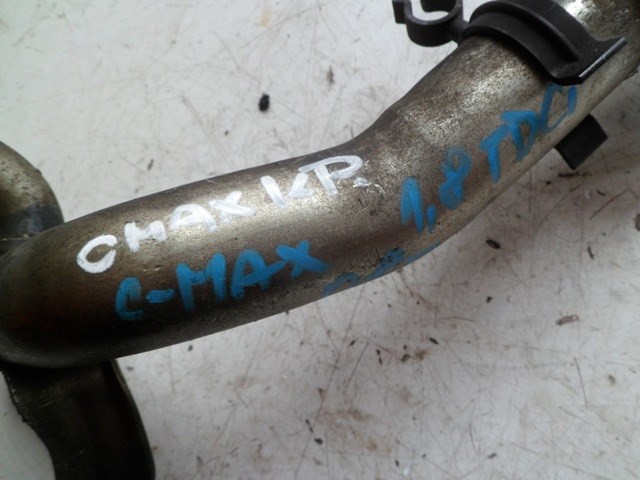 CMAX KP.
C-MAX 1,8 TDCI